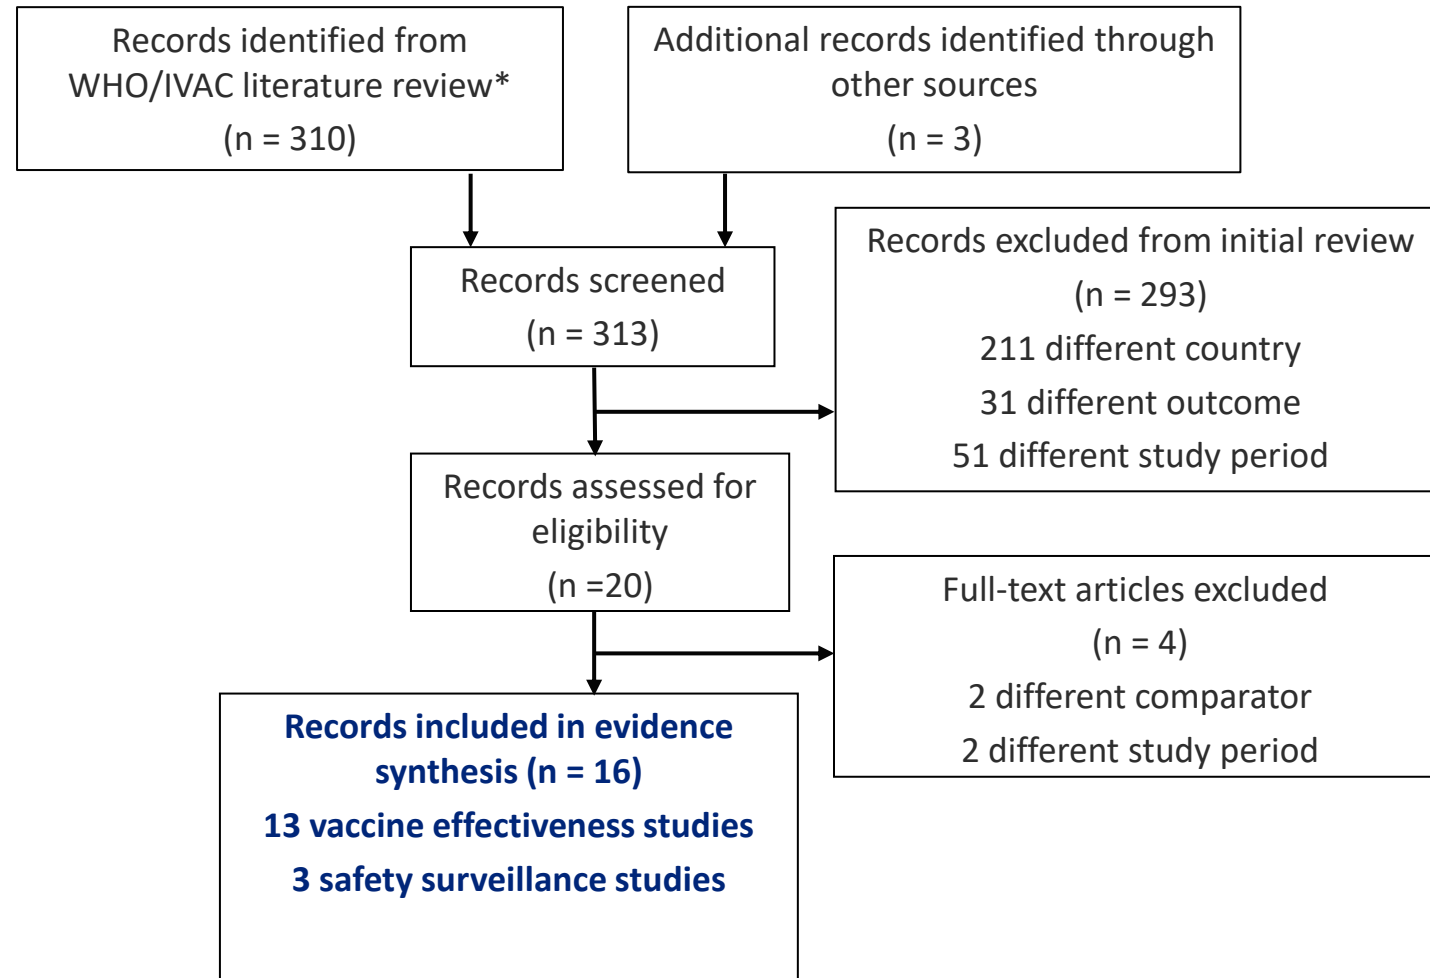 Records identified from
WHO/IVAC literature review*
(n = 310)
Additional records identified through
other sources
(n = 3)
Records screened
(n = 313)
Records excluded from initial review
(n = 293)
211 different country
31 different outcome
51 different study period
Records assessed for
eligibility
(n =20)
Full-text articles excluded
(n = 4)
2 different comparator
2 different study period
Records included in evidence
synthesis (n = 16)
13 vaccine effectiveness studies
3 safety surveillance studies